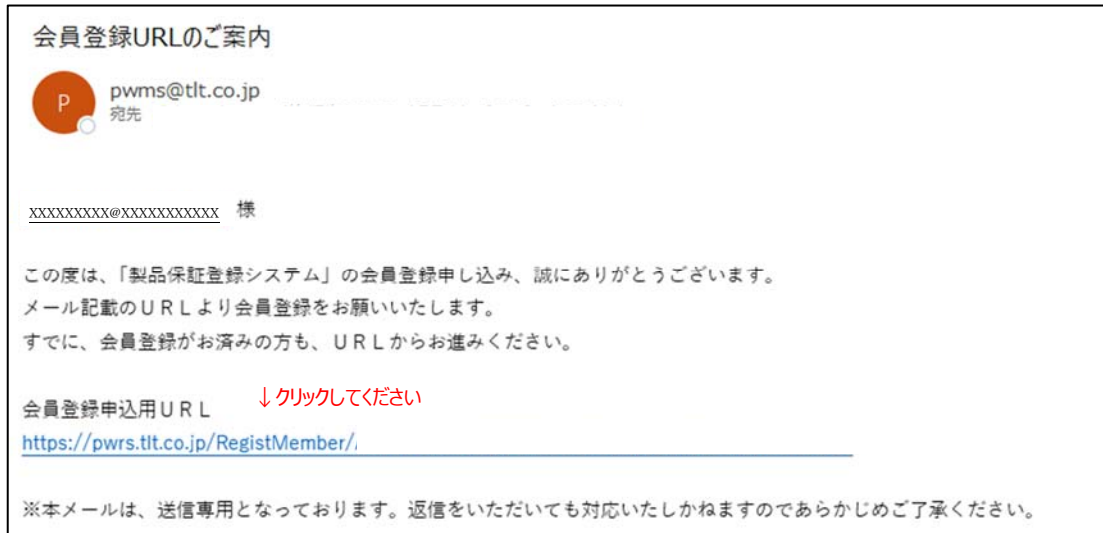 会員登録URLのご案内
P
pwms@tlt.co.jp
宛先
xxxxxxxxx@xxxxxxxxxxx 様
この度は、「製品保証登録システム」の会員登録申し込み、誠にありがとうございます。
メール記載のＵＲＬより会員登録をお願いいたします。
すでに、会員登録がお済みの方も、ＵＲＬからお進みください。
↓クリックしてください
会員登録申込用ＵＲＬ
https://pwrs.tlt.co.jp/RegistMember/
※本メールは、送信専用となっております。返信をいただいても対応いたしかねますのであらかじめご了承ください。